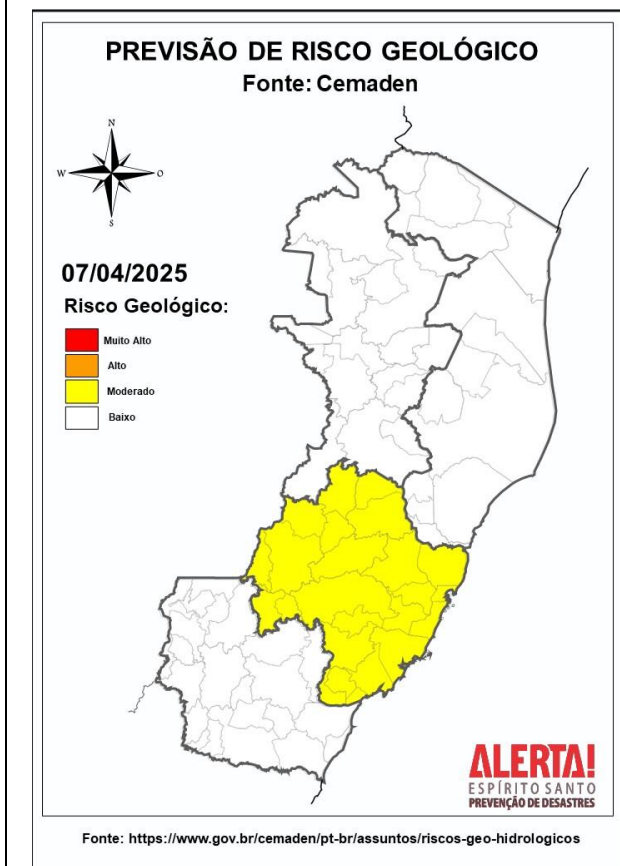 PREVISÃO DE RISCO GEOLÓGICO
Fonte: Cemaden
N
W
O
S
07/04/2025
Risco Geológico:
Muito Alto
Alto
Moderado
Baixo
ALERTA!
ESPÍRITO SANTO
PREVENÇÃO DE DESASTRES
Fonte: https://www.gov.br/cemaden/pt-br/assuntos/riscos-geo-hidrologicos